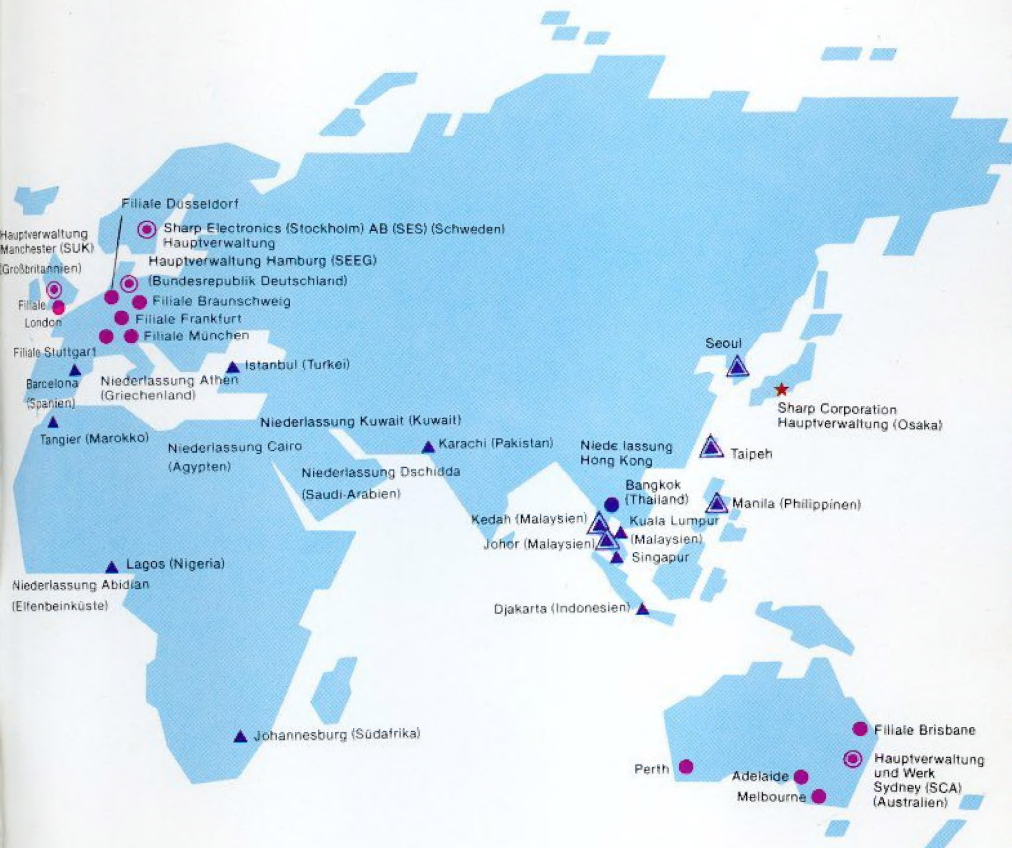 Filiale Düsseldorf
Sharp Electronics (Stockholm) AB (SES) (Schweden)
Hauptverwaltung
Hauptverwaltung
Manchester (SUK)
(Großbritannien)
Hauptverwaltung Hamburg (SEEG)
(Bundesrepublik Deutschland)
Filiale
London
Filiale Braunschweig
Filiale Frankfurt
Filiale München
Filiale Stuttgart
Istanbul (Turkei)
Barcelona
(Spanien)
Niederlassung Athen
(Griechenland)
Tangier (Marokko)
Niederlassung Kuwait (Kuwait)
Niederlassung Cairo
(Agypten)
Karachi (Pakistan)
Niederlassung Dschidda
(Saudi-Arabien)
Seoul
Sharp Corporation
Hauptverwaltung (Osaka)
Niede lassung
Hong Kong
Taipeh
Bangkok
(Thailand)
Manila (Philippinen)
Kedah (Malaysien)
Kuala Lumpur
(Malaysien)
Johor (Malaysien)
Singapur
Djakarta (Indonesien)
Lagos (Nigeria)
Niederlassung Abidian
(Elfenbeinküste)
Johannesburg (Südafrika)
Filiale Brisbane
Perth
Hauptverwaltung
und Werk
Sydney (SCA)
(Australien)
Adelaide
Melbourne